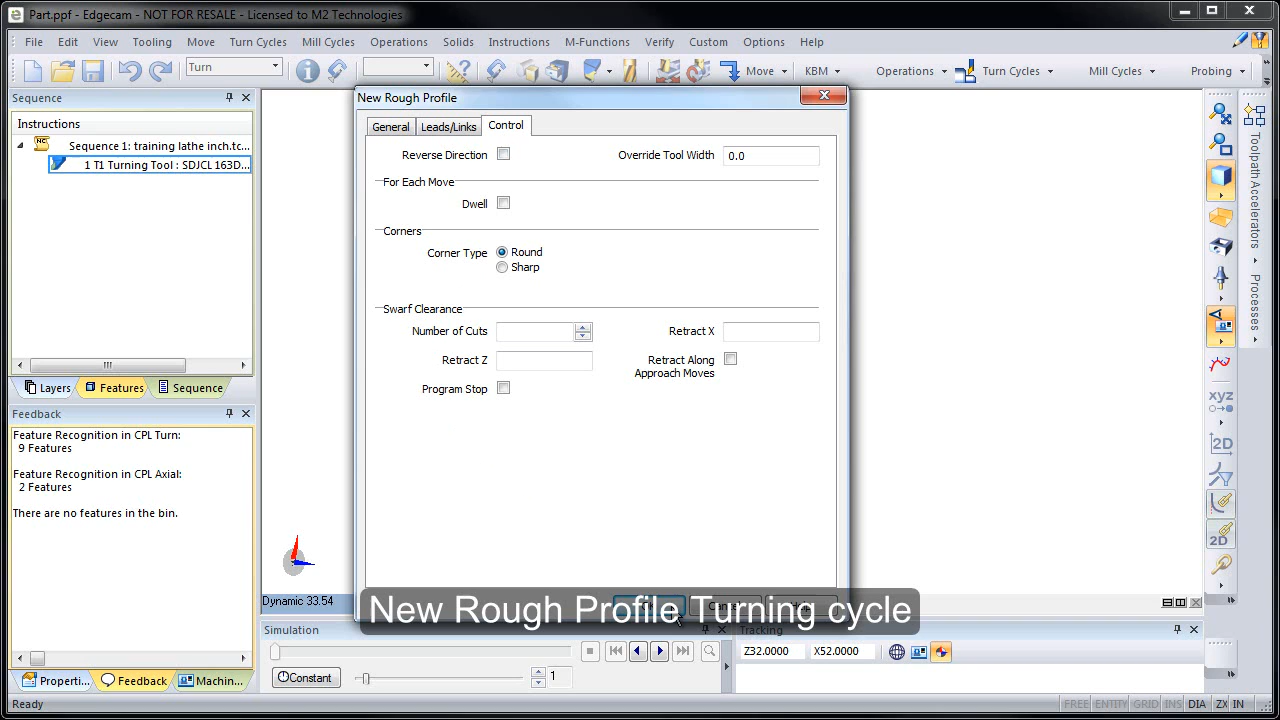 Part.ppf - Edgecam - NOT FOR RESALE - Licensed to M2 Technologies
File Edit View Tooling Move Turn Cycles Mill Cycles Operations Solids Instructions M-Functions Verify Custom Options Help
Turn Move KBM Operations Turn Cycles Mill Cycles Probing
Sequence
Instructions
Sequence 1: training lathe inch.tc...
1 T1 Turning Tool : SDJCL 163D...
Layers Features Sequence
Feedback
Feature Recognition in CPL Turn:
9 Features
Feature Recognition in CPL Axial:
2 Features
There are no features in the bin.
Properti... Feedback Machin...
New Rough Profile
General Leads/Links Control
Reverse Direction Override Tool Width 0.0
For Each Move
Dwell
Corners
Corner Type Round
Sharp
Swarf Clearance
Number of Cuts Retract X
Retract Z Retract Along
Approach Moves
Program Stop
New Rough Profile Turning cycle
Dynamic 33.54
Simulation
Constant 1
Tracking
Z32.0000 X52.0000
Toolpath Accelerators
Processes
xyz
2D
2D
Ready FREE ENTITY GRID INS DIA ZX IN